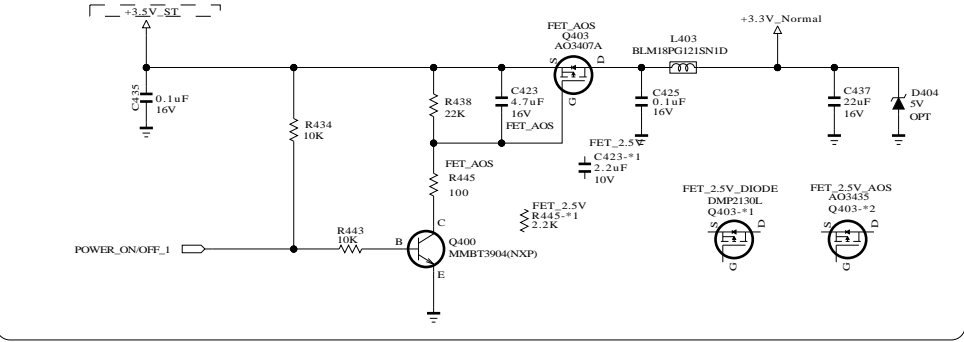 +3.5V_ST
C435
0.1uF
16V
R434
10K
R438
22K
C423
4.7uF
16V
FET_AOS
FET_AOS
Q403
AO3407A
S
D
G
L403
BLM18PG121SN1D
+3.3V_Normal
C425
0.1uF
16V
C437
22uF
16V
D404
5V
OPT
FET_2.5V
C423-*1
2.2uF
10V
FET_AOS
R445
100
FET_2.5V
R445-*1
2.2K
FET_2.5V_DIODE
DMP2130L
Q403-*1
S
D
G
FET_2.5V_AOS
AO3435
Q403-*2
S
D
G
POWER_ON/OFF_1
R443
10K
B
C
E
Q400
MMBT3904(NXP)